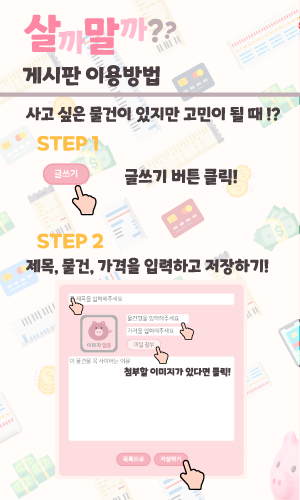 살까말까??
게시판 이용방법
사고 싶은 물건이 있지만 고민이 될 때 !?
STEP 1
글쓰기
글쓰기 버튼 클릭!
STEP 2
제목, 물건, 가격을 입력하고 저장하기!
제목을 입력해주세요
물건명을 입력해주세요
가격을 입력해주세요
이미지 없음
파일 첨부
이 물건을 꼭 사야하는 이유
첨부할 이미지가 있다면 클릭!
목록으로
저장하기